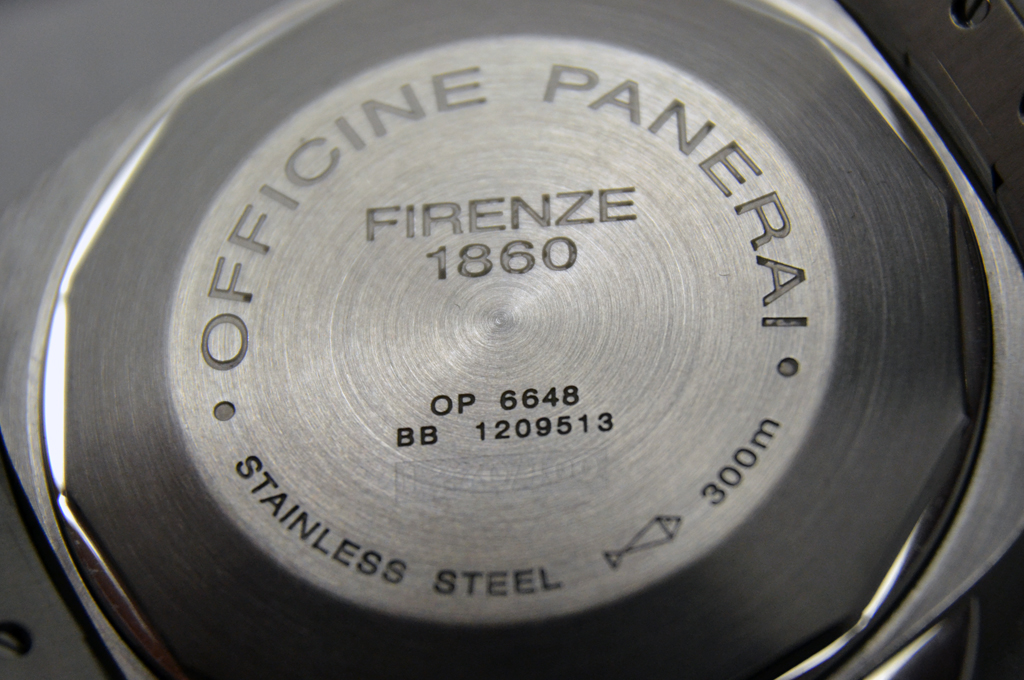 OFFICINE PANERAI
FIRENZE
1860
OP 6648
BB 1209513
STAINLESS STEEL 300m